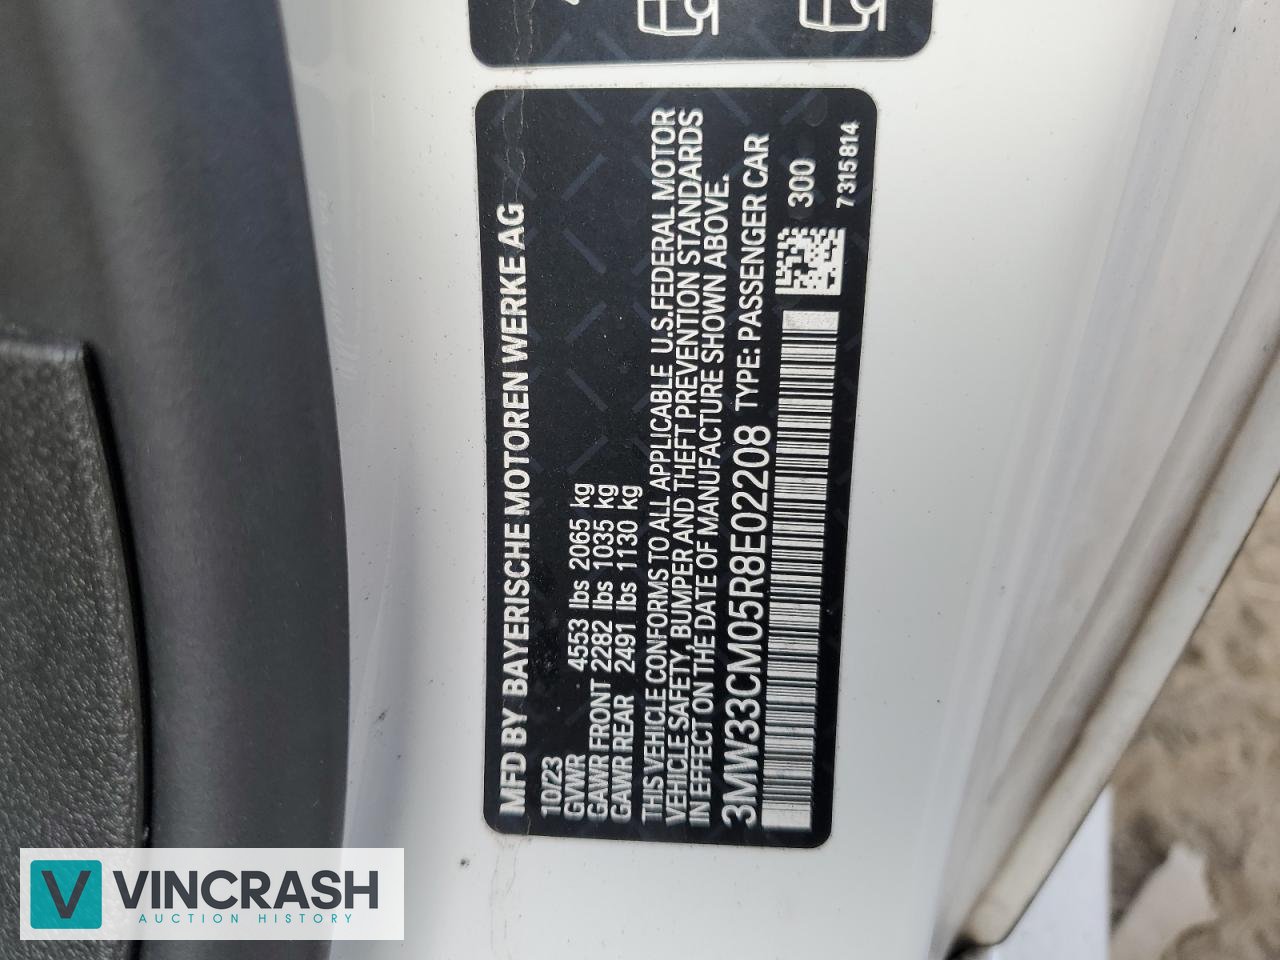 MFD BY BAYERISCHE MOTOREN WERKE AG
10/23
GVWR 4553 lbs 2065 kg
GAWR FRONT 2282 lbs 1035 kg
GAWR REAR 2491 lbs 1130 kg
THIS VEHICLE CONFORMS TO ALL APPLICABLE U.S.FEDERAL MOTOR
VEHICLE SAFETY, BUMPER AND THEFT PREVENTION STANDARDS
IN EFFECT ON THE DATE OF MANUFACTURE SHOWN ABOVE.
3MW33CM05R8E02208 TYPE: PASSENGER CAR
300
7315814
V VINCRASH
AUCTION HISTORY